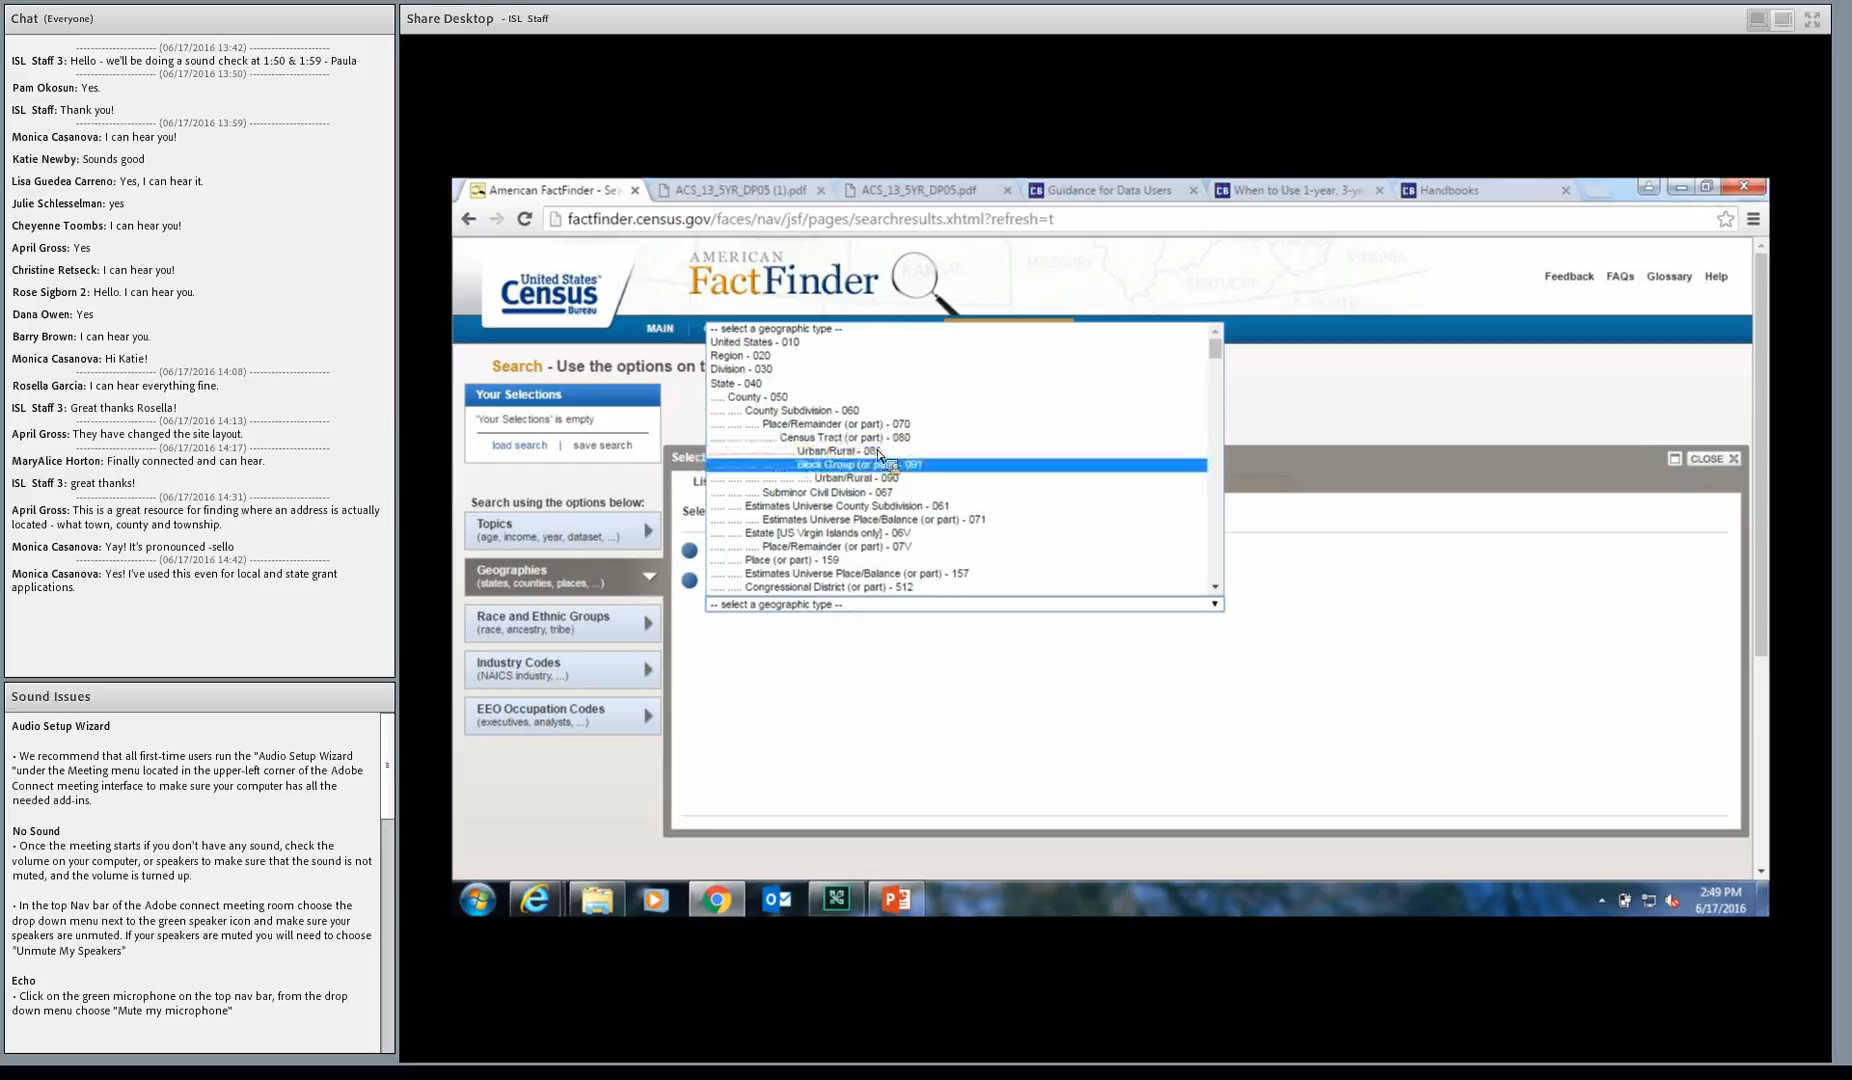 Chat (Everyone)
---------------------- (06/17/2016 13:42) ----------------------
ISL Staff 3: Hello - we'll be doing a sound check at 1:50 & 1:59 - Paula
---------------------- (06/17/2016 13:50) ----------------------
Pam Okosun: Yes.
ISL Staff: Thank you!
---------------------- (06/17/2016 13:59) ----------------------
Monica Casanova: I can hear you!
Katie Newby: Sounds good
Lisa Guedea Carreno: Yes, I can hear it.
Julie Schlesselman: yes
Cheyenne Toombs: I can hear you!
April Gross: Yes
Christine Retseck: I can hear you!
Rose Sigborn 2: Hello. I can hear you.
Dana Owen: Yes
Barry Brown: I can hear you.
Monica Casanova: Hi Katie!
---------------------- (06/17/2016 14:08) ----------------------
Rosella Garcia: I can hear everything fine.
ISL Staff 3: Great thanks Rosella!
---------------------- (06/17/2016 14:13) ----------------------
April Gross: They have changed the site layout.
---------------------- (06/17/2016 14:17) ----------------------
MaryAlice Horton: Finally connected and can hear.
ISL Staff 3: great thanks!
---------------------- (06/17/2016 14:31) ----------------------
April Gross: This is a great resource for finding where an address is actually
located - what town, county and township.
Monica Casanova: Yay! It's pronounced -sello
---------------------- (06/17/2016 14:42) ----------------------
Monica Casanova: Yes! I've used this even for local and state grant
applications.
Sound Issues
Audio Setup Wizard
• We recommend that all first-time users run the "Audio Setup Wizard
"under the Meeting menu located in the upper-left corner of the Adobe
Connect meeting interface to make sure your computer has all the
needed add-ins.
No Sound
• Once the meeting starts if you don't have any sound, check the
volume on your computer, or speakers to make sure that the sound is not
muted, and the volume is turned up.
• In the top Nav bar of the Adobe connect meeting room choose the
drop down menu next to the green speaker icon and make sure your
speakers are unmuted. If your speakers are muted you will need to choose
"Unmute My Speakers"
Echo
• Click on the green microphone on the top nav bar, from the drop
down menu choose "Mute my microphone"
Share Desktop - ISL Staff
American FactFinder - Sea
ACS_13_5YR_DP05 (1).pdf
ACS_13_5YR_DP05.pdf
CB Guidance for Data Users
CB When to Use 1-year, 3-ye
CB Handbooks
factfinder.census.gov/faces/nav/jsf/pages/searchresults.xhtml?refresh=t
United States
Census
Bureau
AMERICAN
FactFinder
KANSAS
MISSOURI
KENTUCKY
VIRGINIA
Feedback FAQs Glossary Help
MAIN
Search - Use the options on t
Your Selections
'Your Selections' is empty
load search | save search
Search using the options below:
Topics
(age, income, year, dataset, ...)
Geographies
(states, counties, places, ...)
Race and Ethnic Groups
(race, ancestry, tribe)
Industry Codes
(NAICS industry, ...)
EEO Occupation Codes
(executives, analysts, ...)
Select
CLOSE X
Lis
Sele
-- select a geographic type --
United States - 010
Region - 020
Division - 030
State - 040
..... County - 050
..... ..... County Subdivision - 060
..... ..... ..... Place/Remainder (or part) - 070
Census Tract (or part) - 080
Urban/Rural -
Block Group (or part) - 091
..... ..... ..... ..... ..... ..... Urban/Rural - 090
..... ..... ..... Subminor Civil Division - 067
..... ..... Estimates Universe County Subdivision - 061
..... ..... ..... Estimates Universe Place/Balance (or part) - 071
..... ..... Estate [US Virgin Islands only] - 06V
..... ..... ..... Place/Remainder (or part) - 07V
..... ..... Place (or part) - 159
..... ..... Estimates Universe Place/Balance (or part) - 157
..... ..... Congressional District (or part) - 512
-- select a geographic type --
2:49 PM
6/17/2016